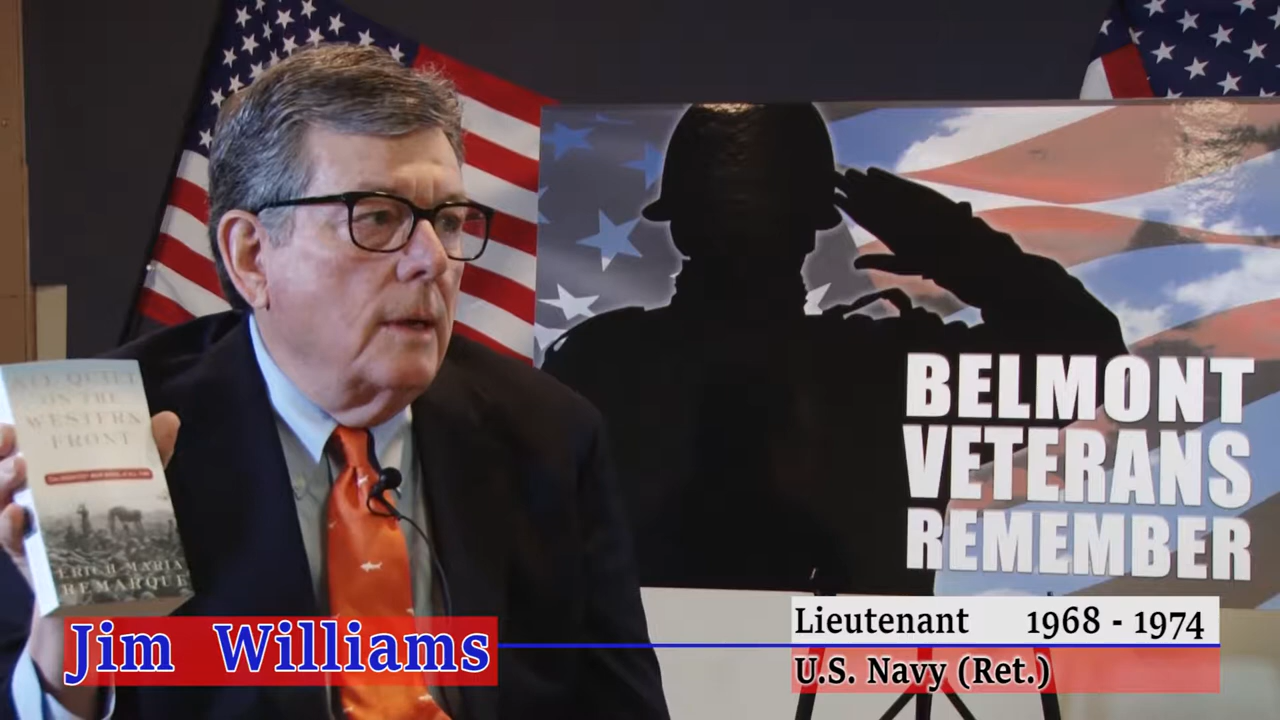 ALL QUIET
ON THE
WESTERN
FRONT
ERICH MARIA
REMARQUE
BELMONT
VETERANS
REMEMBER
Jim Williams
Lieutenant 1968 - 1974
U.S. Navy (Ret.)